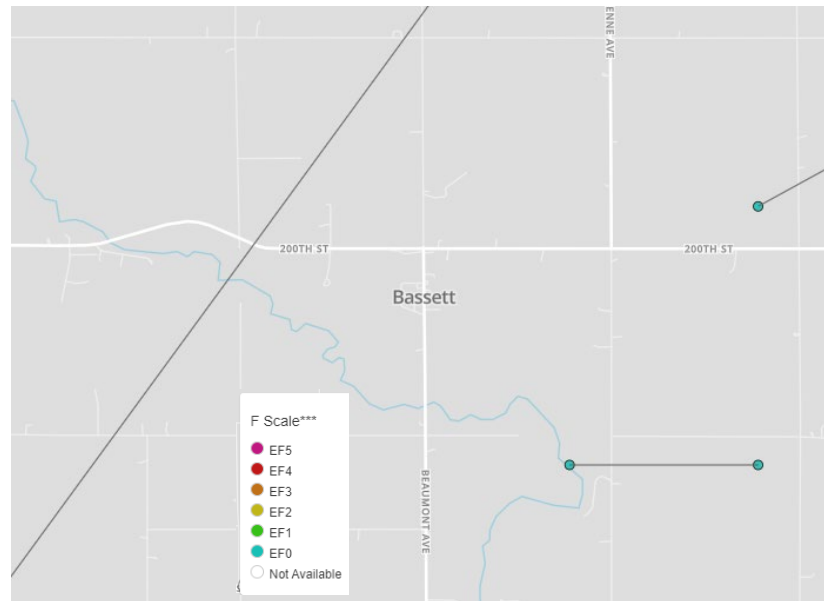 ENNE AVE
200TH ST
200TH ST
Bassett
BEAUMONT AVE
F Scale***
EF5
EF4
EF3
EF2
EF1
EF0
Not Available